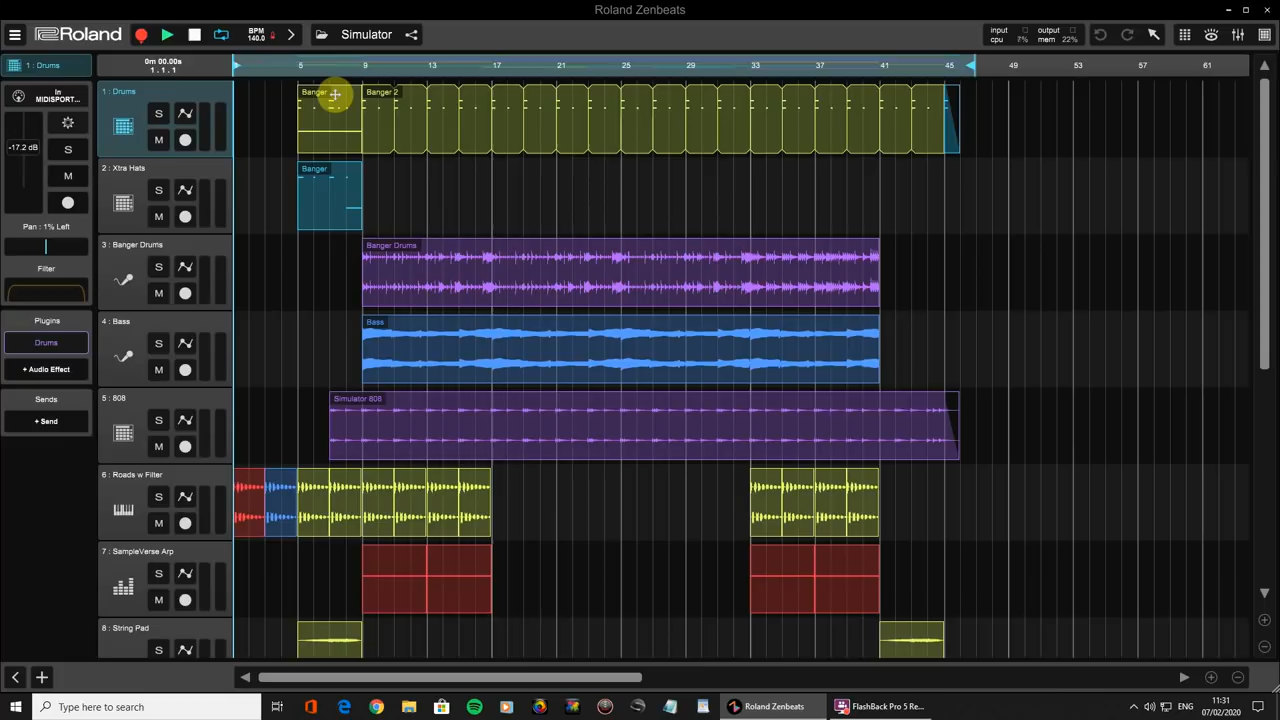 Roland Zenbeats
Roland
BPM
140.0
Simulator
input
cpu 7%
output
mem 22%
1 : Drums
0m 00.00s
1 . 1 . 1
5 9 13 17 21 25 29 33 37 41 45 49 53 57 61
In
MIDISPORT...
-17.2 dB
S
M
Pan : 1% Left
Filter
Plugins
Drums
+ Audio Effect
Sends
+ Send
1 : Drums
S
M
Banger
Banger 2
2 : Xtra Hats
S
M
Banger
3 : Banger Drums
S
M
Banger Drums
4 : Bass
S
M
Bass
5 : 808
S
M
Simulator 808
6 : Roads w Filter
S
M
7 : SampleVerse Arp
S
M
8 : String Pad
S
Type here to search
Roland Zenbeats
FlashBack Pro 5 Re...
ENG
11:31
07/02/2020